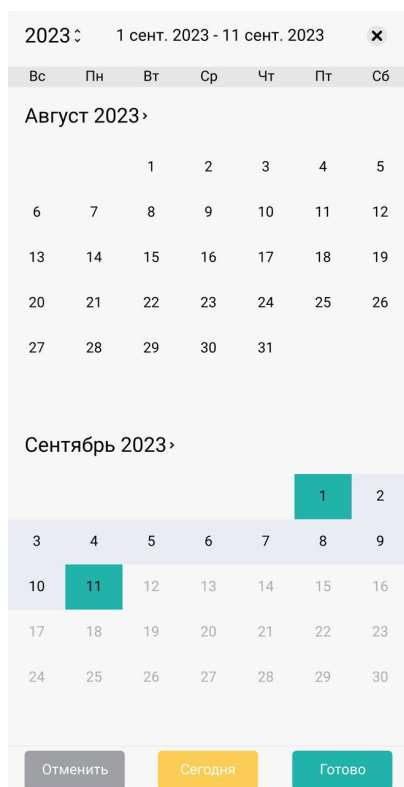 2023 1 сент. 2023 - 11 сент. 2023
Вс Пн Вт Ср Чт Пт Сб
Август 2023
1 2 3 4 5
6 7 8 9 10 11 12
13 14 15 16 17 18 19
20 21 22 23 24 25 26
27 28 29 30 31
Сентябрь 2023
1 2
3 4 5 6 7 8 9
10 11 12 13 14 15 16
17 18 19 20 21 22 23
24 25 26 27 28 29 30
Отменить Сегодня Готово